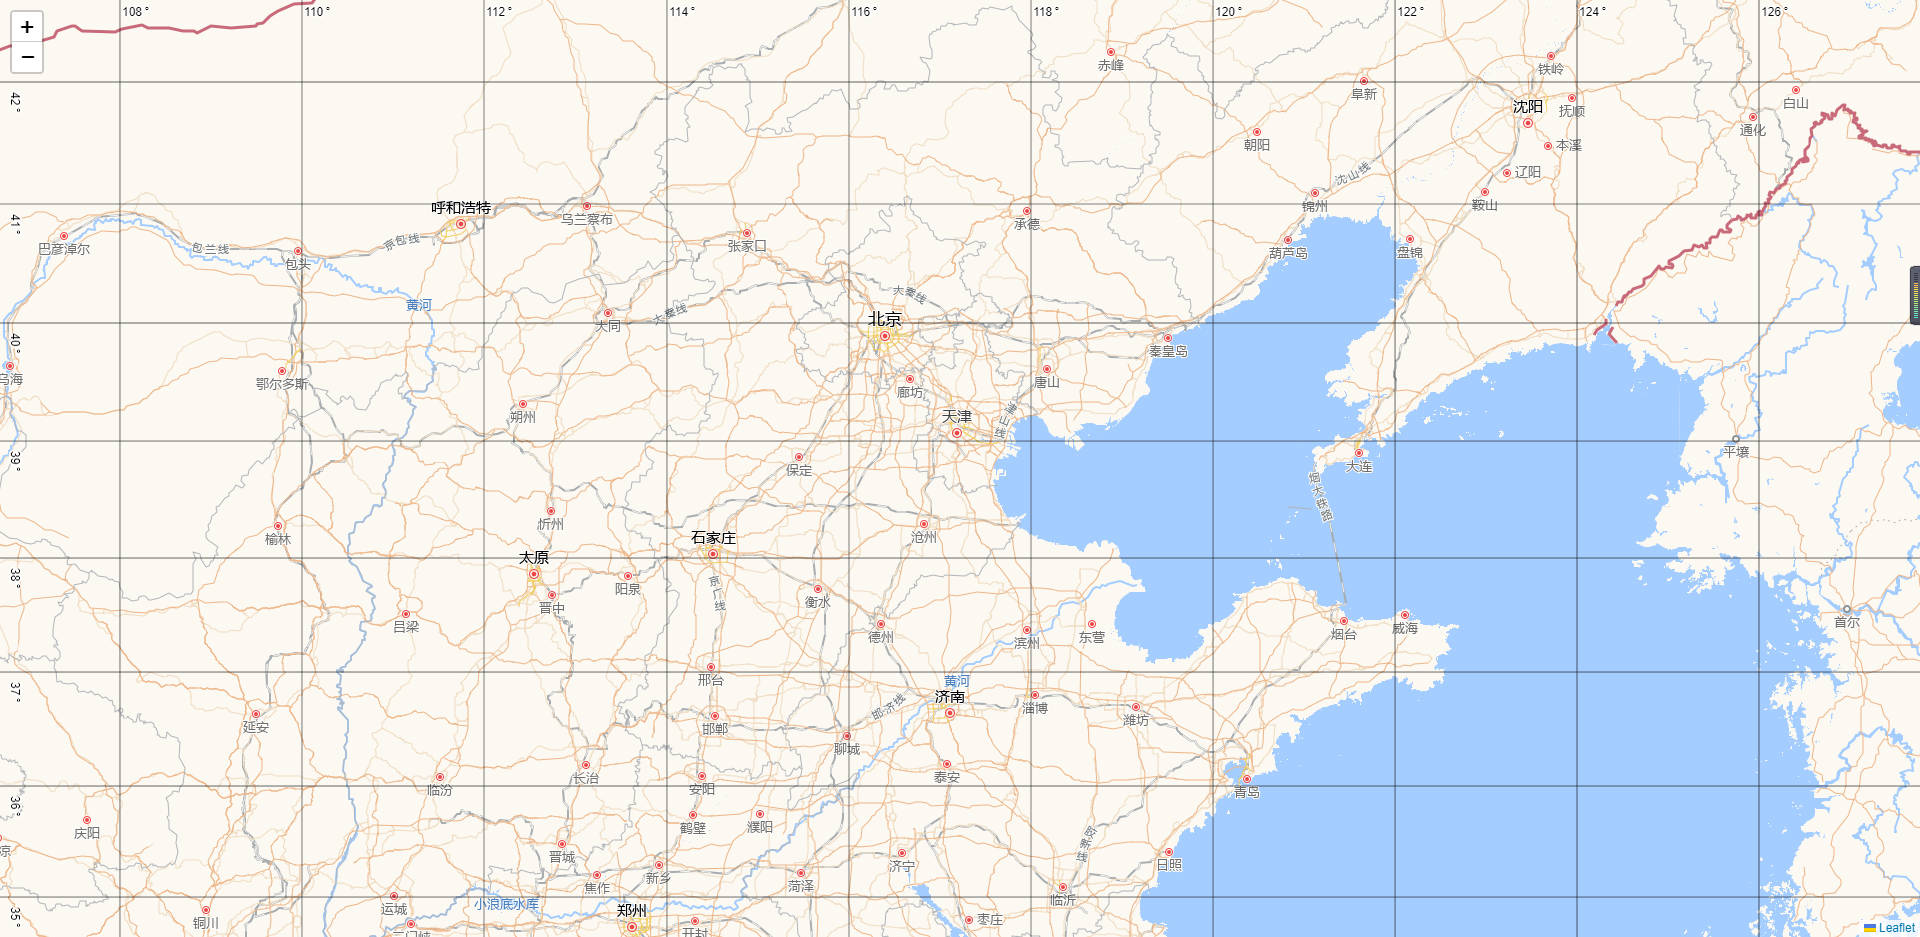 +
−
108°
110°
112°
114°
116°
118°
120°
122°
124°
126°
赤峰
铁岭
阜新
沈阳
抚顺
白山
42°
朝阳
通化
本溪
沈山线
辽阳
锦州
鞍山
呼和浩特
乌兰察布
承德
41°
张家口
京包线
包兰线
巴彦淖尔
包头
葫芦岛
盘锦
黄河
大秦线
大秦线
北京
大同
40°
秦皇岛
乌海
鄂尔多斯
唐山
廊坊
朔州
天津
津山线
39°
保定
大连
平壤
烟大铁路
忻州
榆林
沧州
石家庄
太原
38°
京广线
阳泉
晋中
衡水
吕梁
德州
滨州
东营
烟台
威海
首尔
37°
邢台
黄河
济南
邯济线
淄博
潍坊
延安
邯郸
聊城
长治
泰安
临汾
安阳
青岛
36°
庆阳
鹤壁
濮阳
胶新线
凉
晋城
济宁
日照
新乡
焦作
菏泽
临沂
运城
小浪底水库
35°
铜川
郑州
枣庄
三门峡
开封
Leaflet